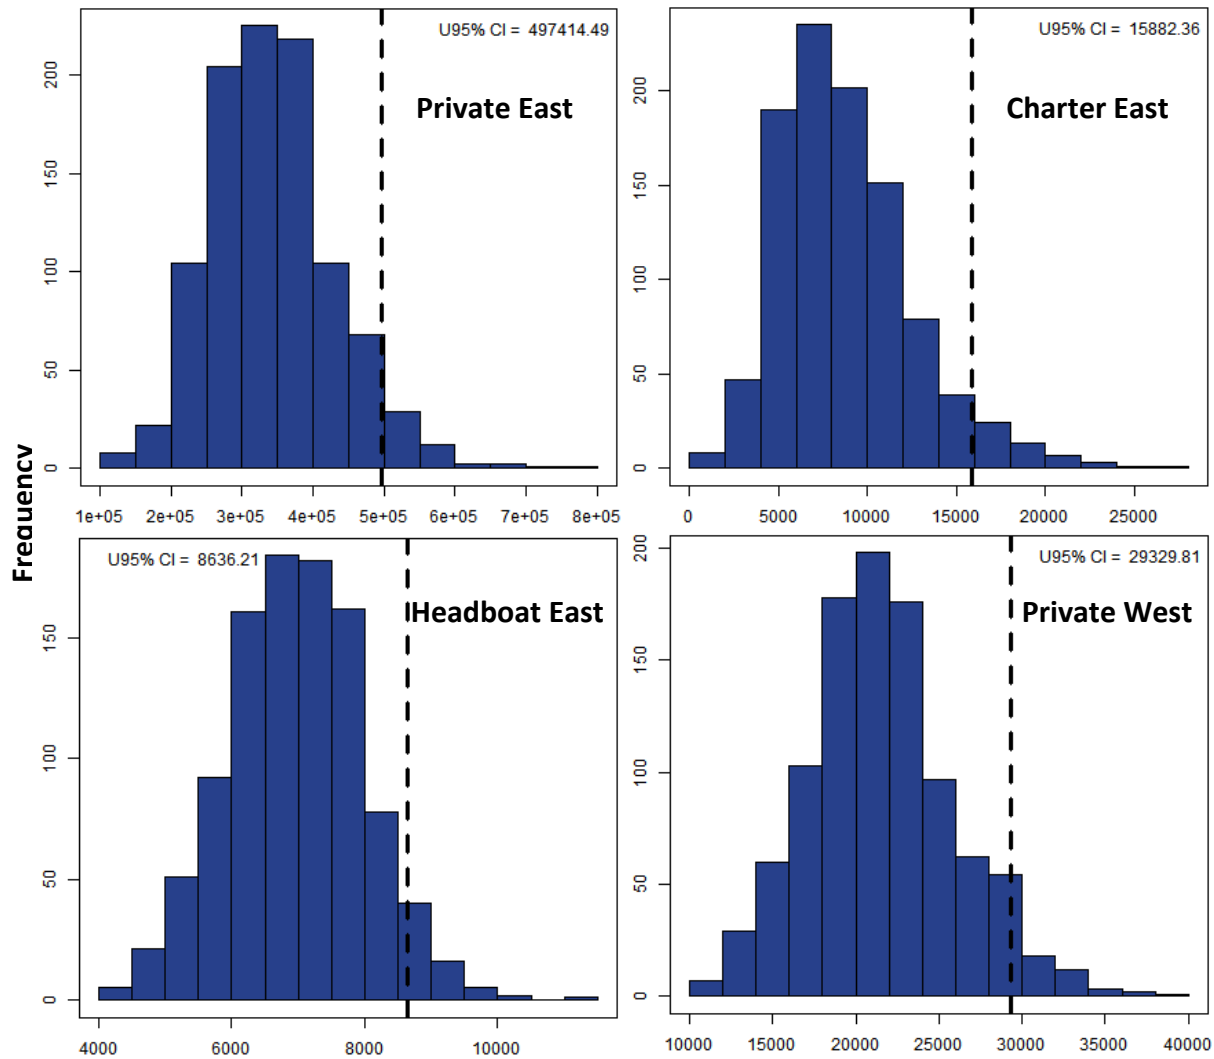 U95% CI = 497414.49
Private East
0 50 100 150 200
1e+05 2e+05 3e+05 4e+05 5e+05 6e+05 7e+05 8e+05
U95% CI = 15882.36
Charter East
0 50 100 150 200
0 5000 10000 15000 20000 25000
Frequency
U95% CI = 8636.21
Headboat East
0 50 100 150
4000 6000 8000 10000
U95% CI = 29329.81
Private West
0 50 100 150 200
10000 15000 20000 25000 30000 35000 40000